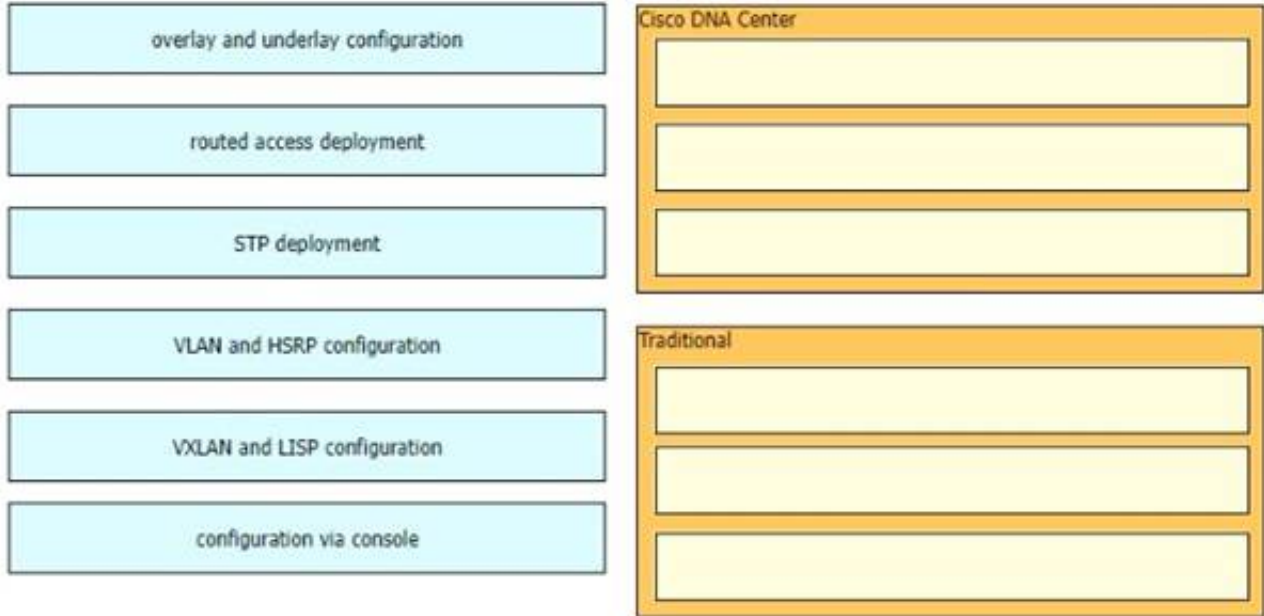 overlay and underlay configuration
routed access deployment
STP deployment
VLAN and HSRP configuration
VXLAN and LISP configuration
configuration via console
Cisco DNA Center
Traditional